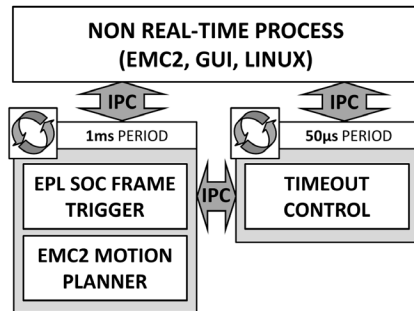 NON REAL-TIME PROCESS
(EMC2, GUI, LINUX)
IPC
IPC
1ms PERIOD
50µs PERIOD
EPL SOC FRAME
TRIGGER
IPC
TIMEOUT
CONTROL
EMC2 MOTION
PLANNER